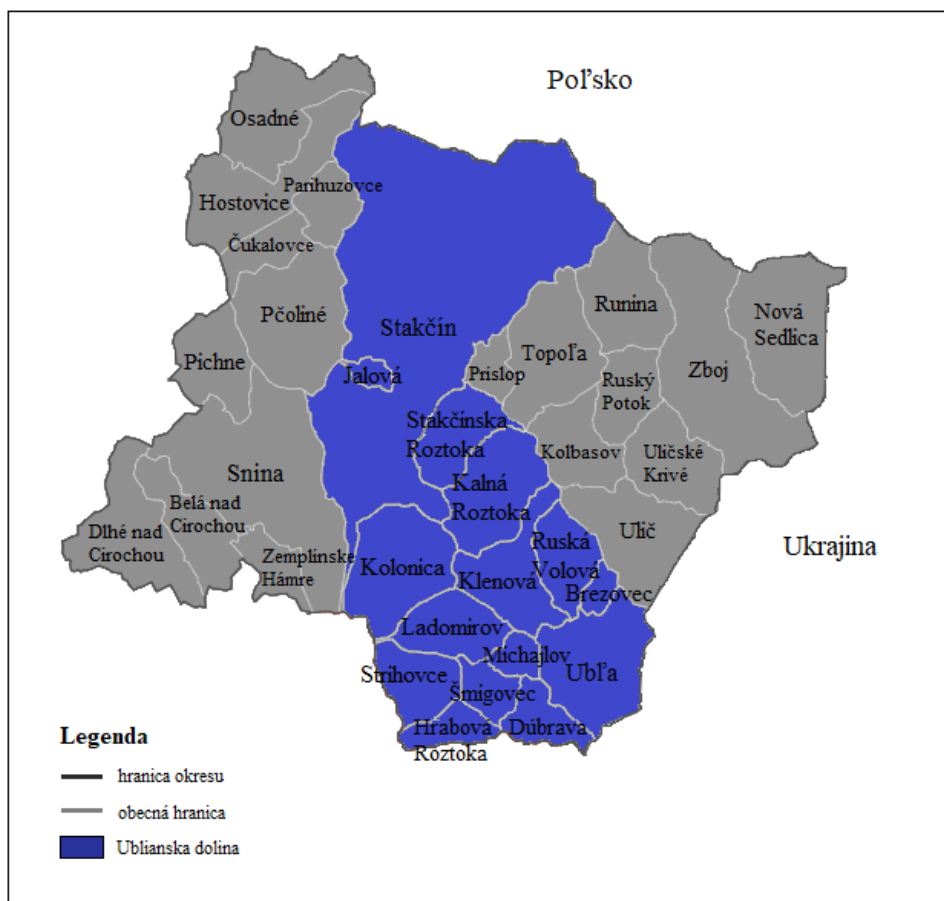 Poľsko
Osadné
Parihuzovce
Hostovice
Čukalovce
Runina
Pčoliné
Nová
Sedlica
Stakčín
Topoľa
Pichne
Zboj
Jalová
Príslop
Ruský
Potok
Stakčínska
Roztoka
Kolbasov
Uličské
Krivé
Snina
Kalná
Roztoka
Belá nad
Cirochou
Ulič
Dlhé nad
Cirochou
Ruská
Volová
Ukrajina
Zemplínske
Hámre
Kolonica
Klenová
Brezovec
Ladomirov
Michajlov
Strihovce
Ubľa
Šmigovec
Hrabová
Roztoka
Dúbrava
Legenda
hranica okresu
obecná hranica
Ublianska dolina